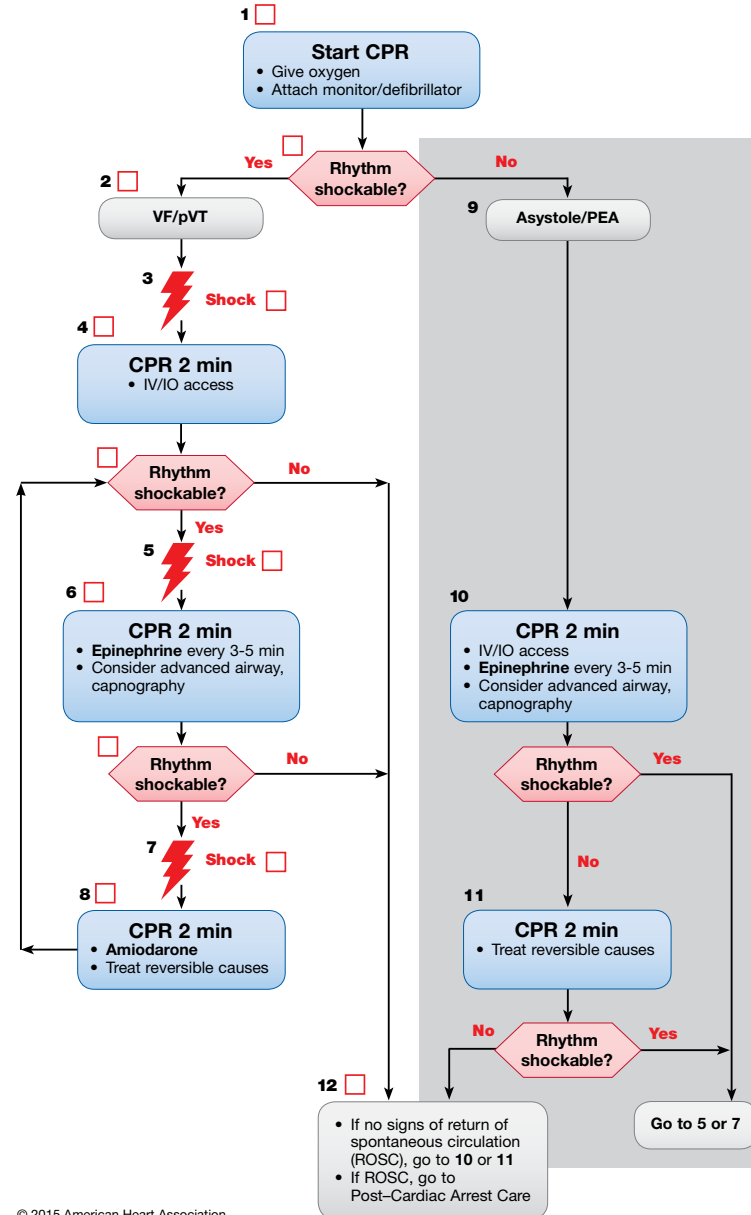 1
Start CPR
• Give oxygen
• Attach monitor/defibrillator
Yes
Rhythm
shockable?
No
2
VF/pVT
9
Asystole/PEA
3
Shock
4
CPR 2 min
• IV/IO access
Rhythm
shockable?
No
Yes
5
Shock
6
CPR 2 min
• Epinephrine every 3-5 min
• Consider advanced airway,
capnography
10
CPR 2 min
• IV/IO access
• Epinephrine every 3-5 min
• Consider advanced airway,
capnography
Rhythm
shockable?
No
Yes
Rhythm
shockable?
Yes
No
7
Shock
8
CPR 2 min
• Amiodarone
• Treat reversible causes
11
CPR 2 min
• Treat reversible causes
No
Rhythm
shockable?
Yes
12
• If no signs of return of
spontaneous circulation
(ROSC), go to 10 or 11
• If ROSC, go to
Post–Cardiac Arrest Care
Go to 5 or 7
© 2015 American Heart Association